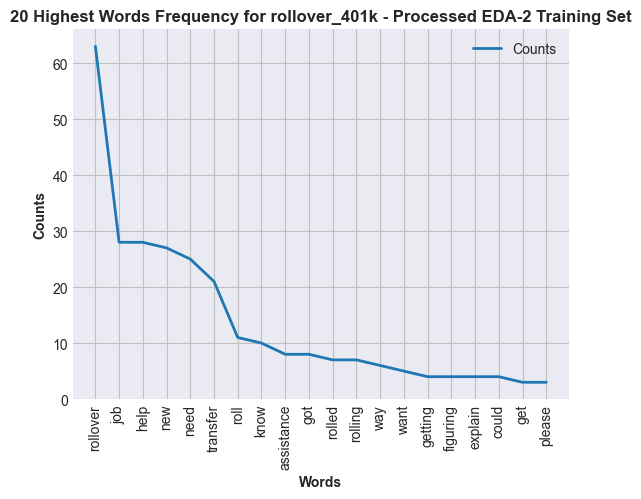 20 Highest Words Frequency for rollover_401k - Processed EDA-2 Training Set
Counts
60
50
40
30
20
10
0
Counts
rollover
job
help
new
need
transfer
roll
know
assistance
got
rolled
rolling
way
want
getting
figuring
explain
could
get
please
Words